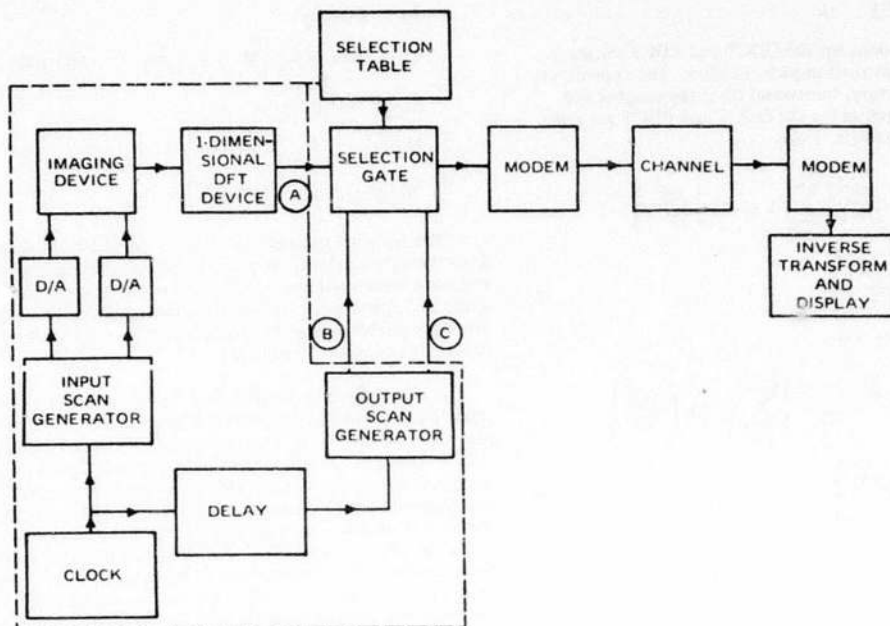 SELECTION
TABLE
IMAGING
DEVICE
1-DIMEN-
SIONAL
DFT
DEVICE
A
SELECTION
GATE
MODEM
CHANNEL
MODEM
D/A
D/A
INVERSE
TRANSFORM
AND
DISPLAY
B
C
INPUT
SCAN
GENERATOR
OUTPUT
SCAN
GENERATOR
DELAY
CLOCK